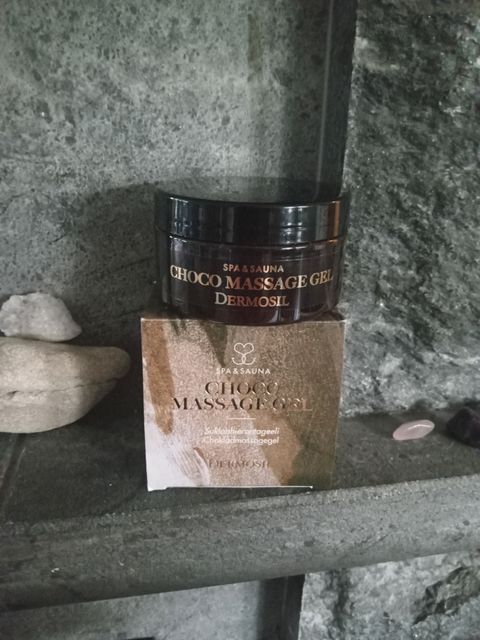 SPA & SAUNA
CHOCO MASSAGE GEL
DERMOSIL
SPA & SAUNA
CHOCO
MASSAGE GEL
Suklaahierontageeli
Chokladmassagegel
DERMOSIL